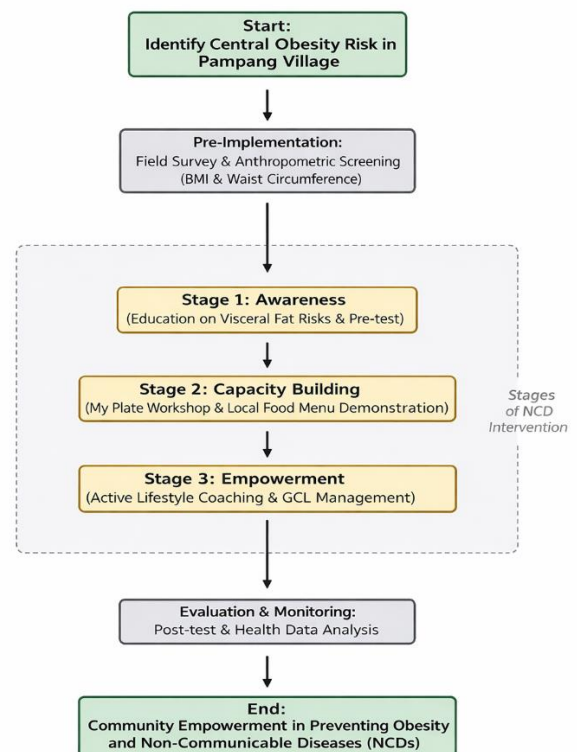 Start:
Identify Central Obesity Risk in
Pampang Village
Pre-Implementation:
Field Survey & Anthropometric Screening
(BMI & Waist Circumference)
Stage 1: Awareness
(Education on Visceral Fat Risks & Pre-test)
Stage 2: Capacity Building
(My Plate Workshop & Local Food Menu Demonstration)
Stages
of NCD
Intervention
Stage 3: Empowerment
(Active Lifestyle Coaching & GCL Management)
Evaluation & Monitoring:
Post-test & Health Data Analysis
End:
Community Empowerment in Preventing Obesity
and Non-Communicable Diseases (NCDs)